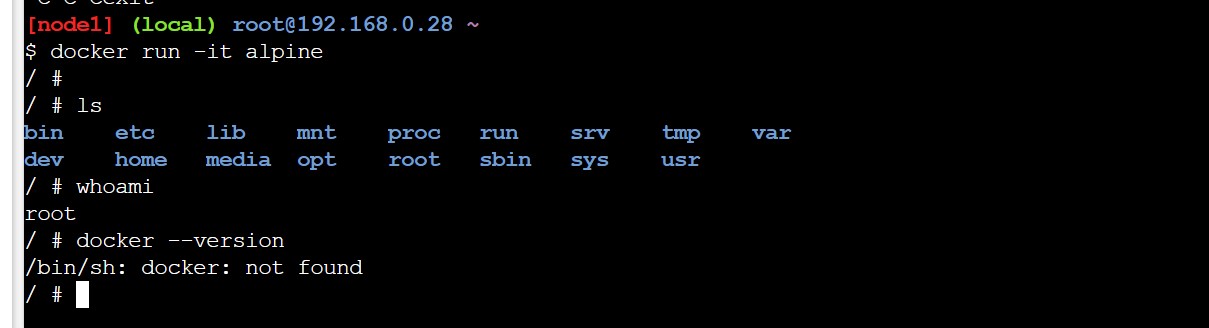 [node1] (local) root@192.168.0.28 ~
$ docker run -it alpine
/ #
/ # ls
bin etc lib mnt proc run srv tmp var
dev home media opt root sbin sys usr
/ # whoami
root
/ # docker --version
/bin/sh: docker: not found
/ #